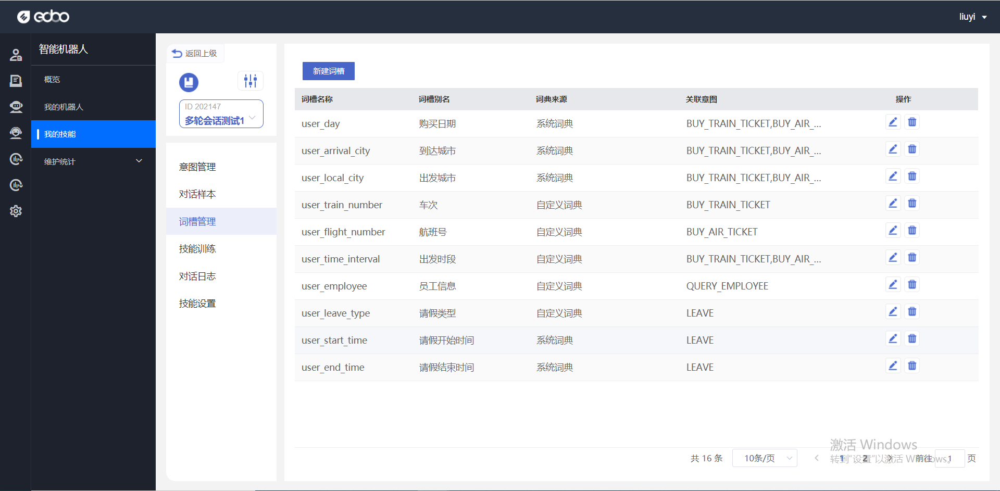 edoo
liuyi
智能机器人
概览
我的机器人
我的技能
维护统计
返回上级
ID 202147
多轮会话测试1
意图管理
对话样本
词槽管理
技能训练
对话日志
技能设置
新建词槽
词槽名称 词槽别名 词典来源 关联意图 操作
user_day 购买日期 系统词典 BUY_TRAIN_TICKET,BUY_AIR_...
user_arrival_city 到达城市 系统词典 BUY_TRAIN_TICKET,BUY_AIR_...
user_local_city 出发城市 系统词典 BUY_TRAIN_TICKET,BUY_AIR_...
user_train_number 车次 自定义词典 BUY_TRAIN_TICKET
user_flight_number 航班号 自定义词典 BUY_AIR_TICKET
user_time_interval 出发时段 自定义词典 BUY_TRAIN_TICKET,BUY_AIR_...
user_employee 员工信息 自定义词典 QUERY_EMPLOYEE
user_leave_type 请假类型 自定义词典 LEAVE
user_start_time 请假开始时间 系统词典 LEAVE
user_end_time 请假结束时间 系统词典 LEAVE
激活 Windows
转到"设置"以激活 Windows。
共 16 条 10条/页 1 2 前往 1 页